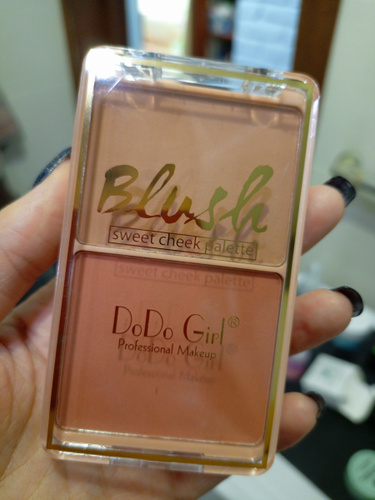 Blush
sweet cheek palette
DoDo Girl®
Professional Makeup